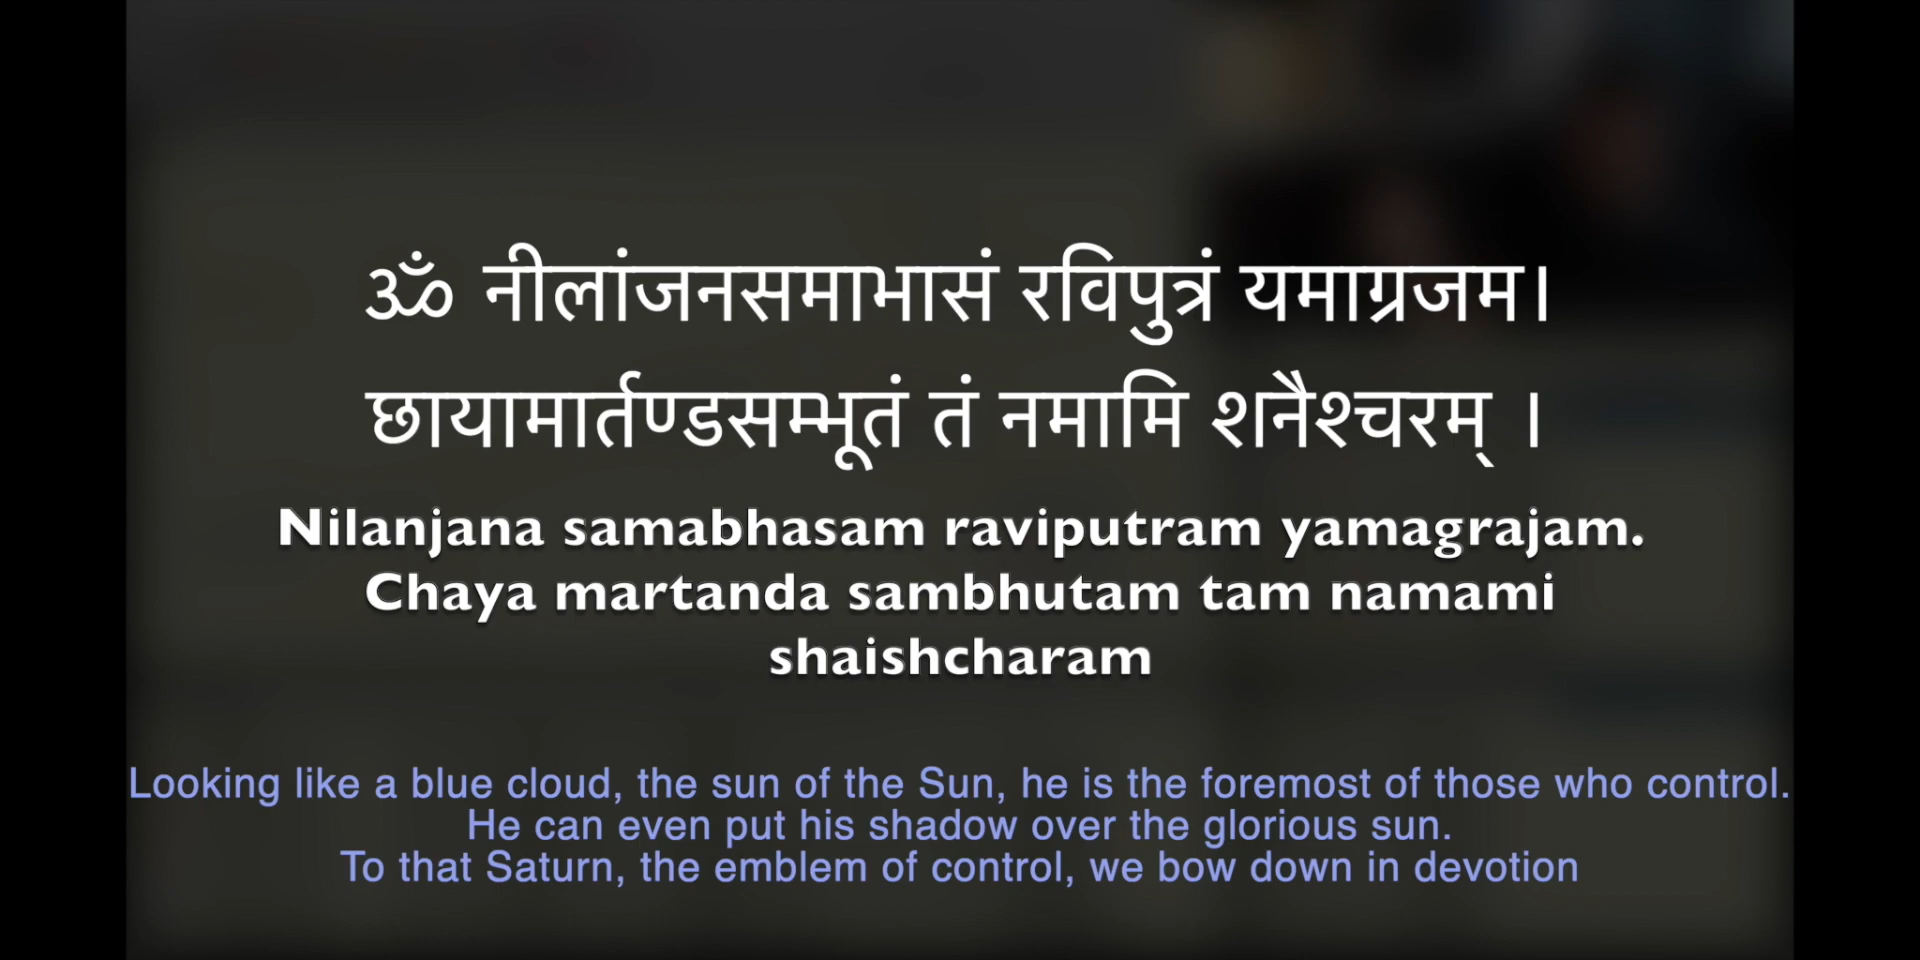 ॐ नीलांजनसमाभासं रविपुत्रं यमाग्रजम।
छायामार्तण्डसम्भूतं तं नमामि शनैश्चरम् ।
Nilanjana samabhasam raviputram yamagrajam.
Chaya martanda sambhutam tam namami
shaishcharam
Looking like a blue cloud, the sun of the Sun, he is the foremost of those who control.
He can even put his shadow over the glorious sun.
To that Saturn, the emblem of control, we bow down in devotion